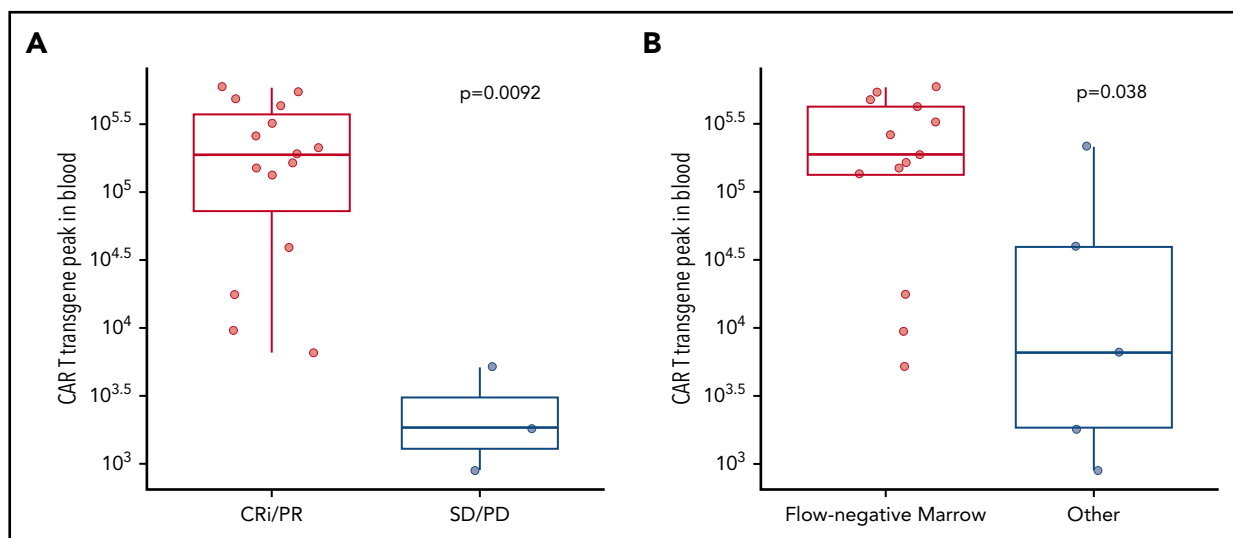 A
p=0.0092
CAR T transgene peak in blood
10^5.5
10^5
10^4.5
10^4
10^3.5
10^3
CRi/PR
SD/PD
B
p=0.038
CAR T transgene peak in blood
10^5.5
10^5
10^4.5
10^4
10^3.5
10^3
Flow-negative Marrow
Other